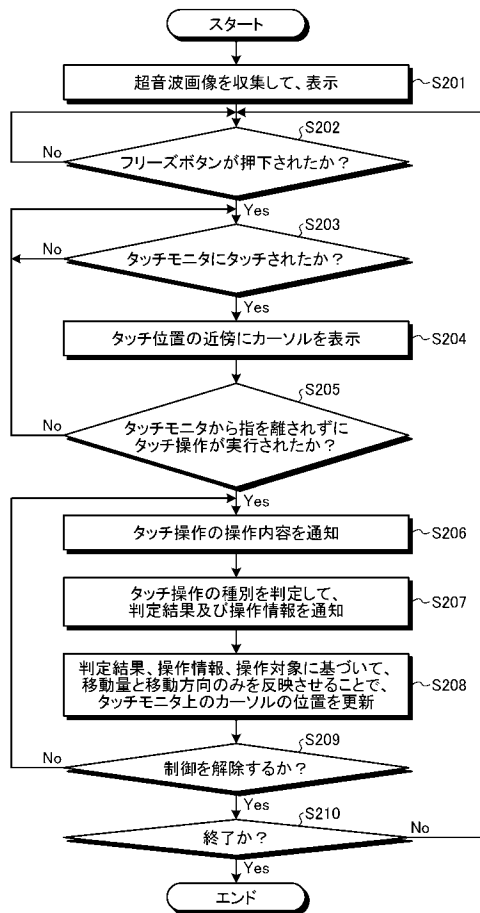 スタート
超音波画像を収集して、表示
S201
S202
フリーズボタンが押下されたか？
No
Yes
S203
タッチモニタにタッチされたか？
No
Yes
タッチ位置の近傍にカーソルを表示
S204
S205
タッチモニタから指を離されずに
タッチ操作が実行されたか？
No
Yes
タッチ操作の操作内容を通知
S206
タッチ操作の種別を判定して、
判定結果及び操作情報を通知
S207
判定結果、操作情報、操作対象に基づいて、
移動量と移動方向のみを反映させることで、
タッチモニタ上のカーソルの位置を更新
S208
S209
制御を解除するか？
No
Yes
S210
終了か？
No
Yes
エンド